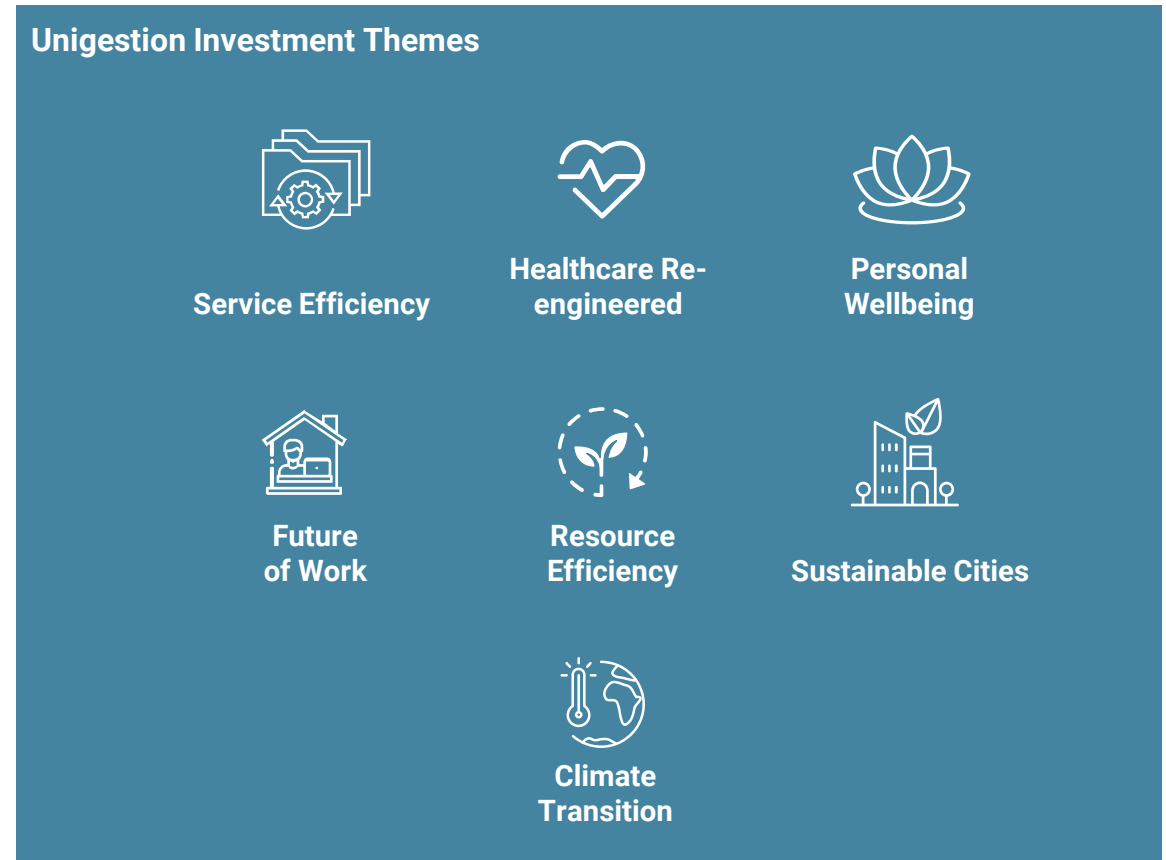 Unigestion Investment Themes
Service Efficiency
Healthcare Re-
engineered
Personal
Wellbeing
Future
of Work
Resource
Efficiency
Sustainable Cities
Climate
Transition